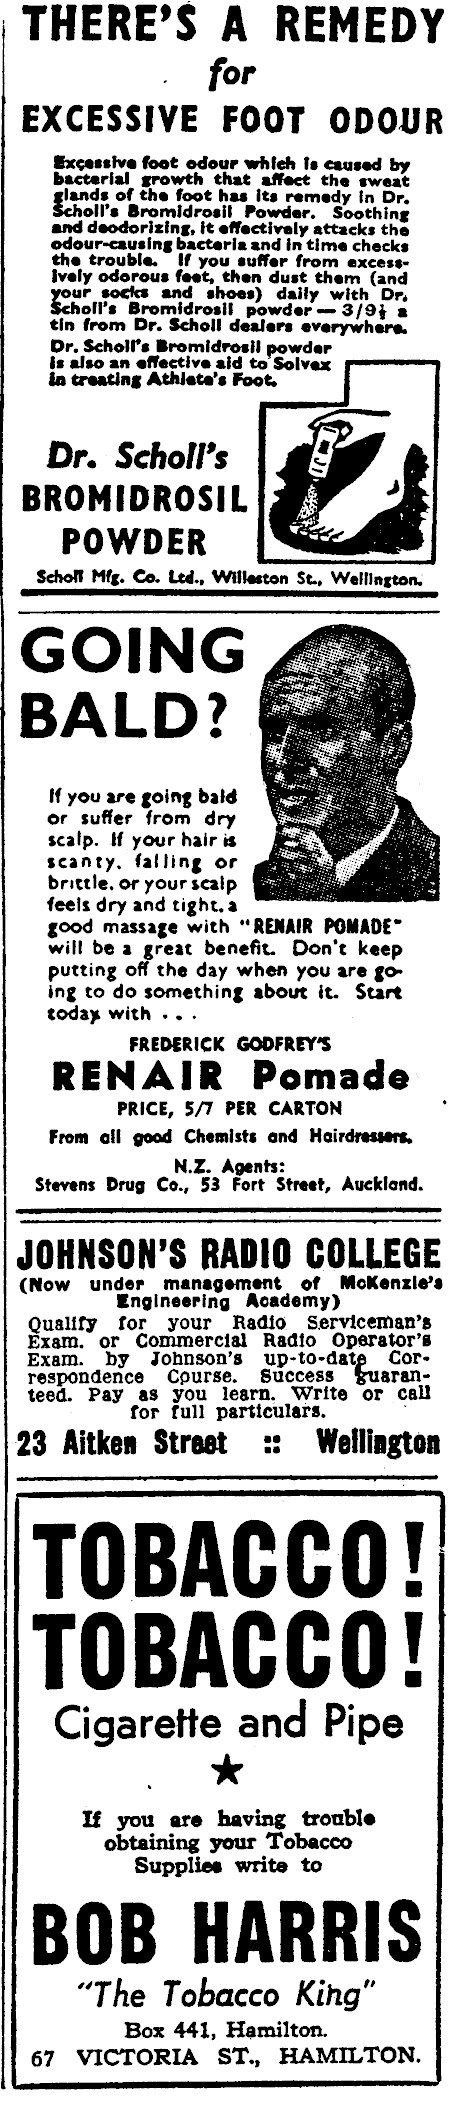 THERE'S A REMEDY
for
EXCESSIVE FOOT ODOUR
Excessive foot odour which is caused by
bacterial growth that affect the sweat
glands of the foot has its remedy in Dr.
Scholl's Bromidrosil Powder. Soothing
and deodorizing, it effectively attacks the
odour-causing bacteria and in time checks
the trouble. If you suffer from excess-
ively odorous feet, then dust them (and
your socks and shoes) daily with Dr.
Scholl's Bromidrosil powder — 3/9½ a
tin from Dr. Scholl dealers everywhere.
Dr. Scholl's Bromidrosil powder
is also an effective aid to Solvex
in treating Athlete's Foot.
Dr. Scholl's
BROMIDROSIL
POWDER
Scholl Mfg. Co. Ltd., Willeston St., Wellington.
GOING
BALD?
If you are going bald
or suffer from dry
scalp. If your hair is
scanty, falling or
brittle, or your scalp
feels dry and tight, a
good massage with "RENAIR POMADE"
will be a great benefit. Don't keep
putting off the day when you are go-
ing to do something about it. Start
today with . . .
FREDERICK GODFREY'S
RENAIR Pomade
PRICE, 5/7 PER CARTON
From all good Chemists and Hairdressers.
N.Z. Agents:
Stevens Drug Co., 53 Fort Street, Auckland.
JOHNSON'S RADIO COLLEGE
(Now under management of McKenzie's
Engineering Academy)
Qualify for your Radio Serviceman's
Exam. or Commercial Radio Operator's
Exam. by Johnson's up-to-date Cor-
respondence Course. Success guaran-
teed. Pay as you learn. Write or call
for full particulars.
23 Aitken Street :: Wellington
TOBACCO!
TOBACCO!
Cigarette and Pipe
★
If you are having trouble
obtaining your Tobacco
Supplies write to
BOB HARRIS
"The Tobacco King"
Box 441, Hamilton.
67 VICTORIA ST., HAMILTON.